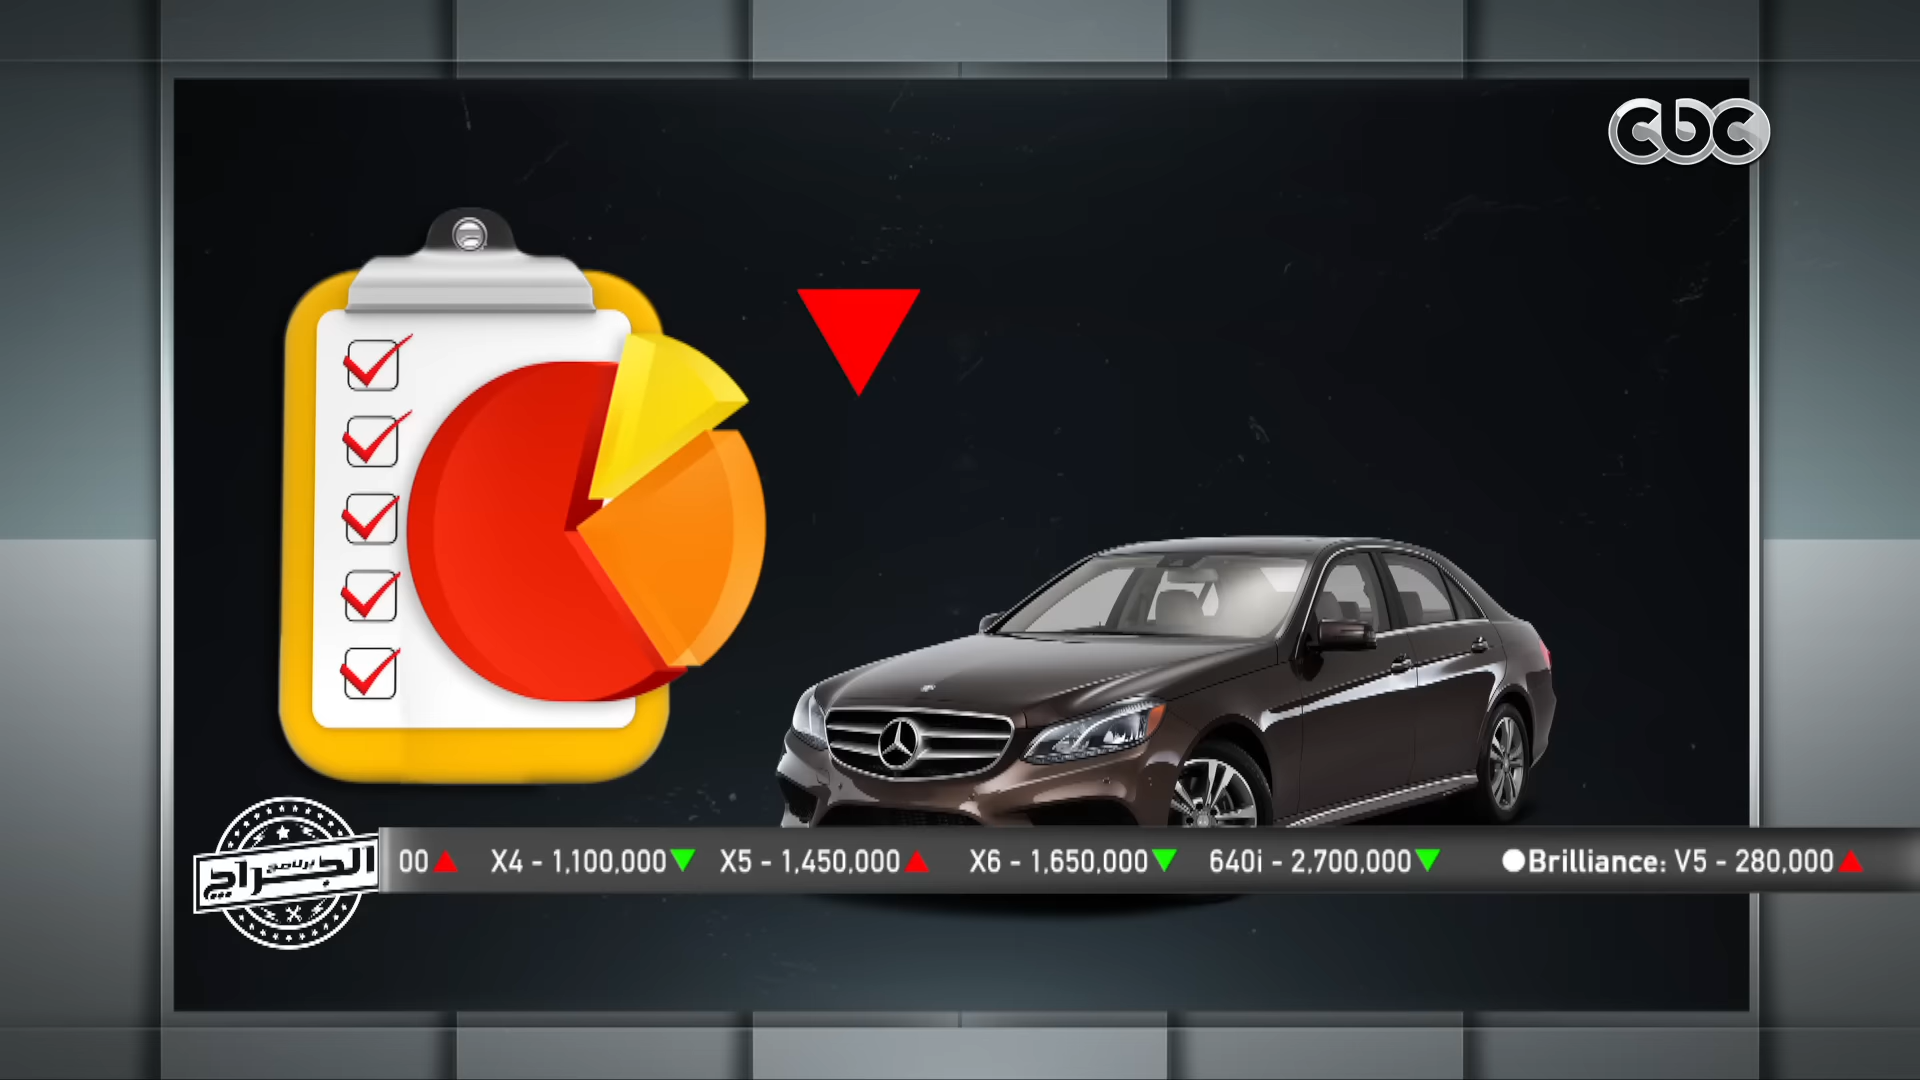 cbc
برنامج
الجراج
00 X4 - 1,100,000 X5 - 1,450,000 X6 - 1,650,000 640i - 2,700,000 Brilliance: V5 - 280,000